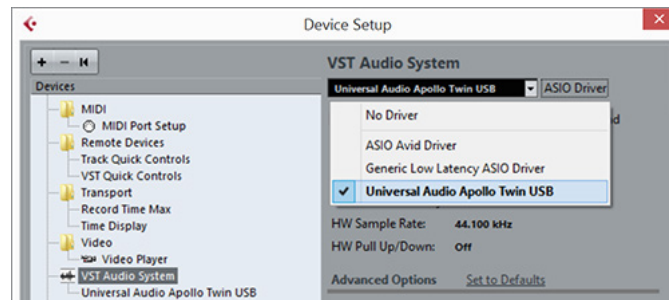 Device Setup
Devices
MIDI
MIDI Port Setup
Remote Devices
Track Quick Controls
VST Quick Controls
Transport
Record Time Max
Time Display
Video
Video Player
VST Audio System
Universal Audio Apollo Twin USB
VST Audio System
Universal Audio Apollo Twin USB
ASIO Driver
No Driver
ASIO Avid Driver
Generic Low Latency ASIO Driver
Universal Audio Apollo Twin USB
HW Sample Rate: 44.100 kHz
HW Pull Up/Down: Off
Advanced Options Set to Defaults